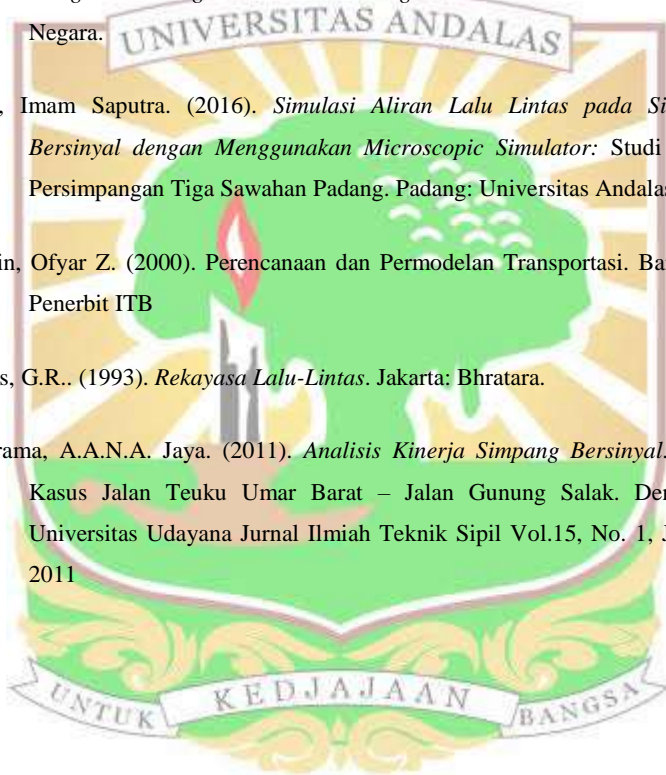 Negara.
UNIVERSITAS ANDALAS
, Imam Saputra. (2016). Simulasi Aliran Lalu Lintas pada Si
Bersinyal dengan Menggunakan Microscopic Simulator: Studi
Persimpangan Tiga Sawahan Padang. Padang: Universitas Andalas
in, Ofyar Z. (2000). Perencanaan dan Permodelan Transportasi. Ba
Penerbit ITB
s, G.R.. (1993). Rekayasa Lalu-Lintas. Jakarta: Bhratara.
rama, A.A.N.A. Jaya. (2011). Analisis Kinerja Simpang Bersinyal.
Kasus Jalan Teuku Umar Barat – Jalan Gunung Salak. Den
Universitas Udayana Jurnal Ilmiah Teknik Sipil Vol.15, No. 1, J
2011
UNTUK KEDJAJAAN BANGSA